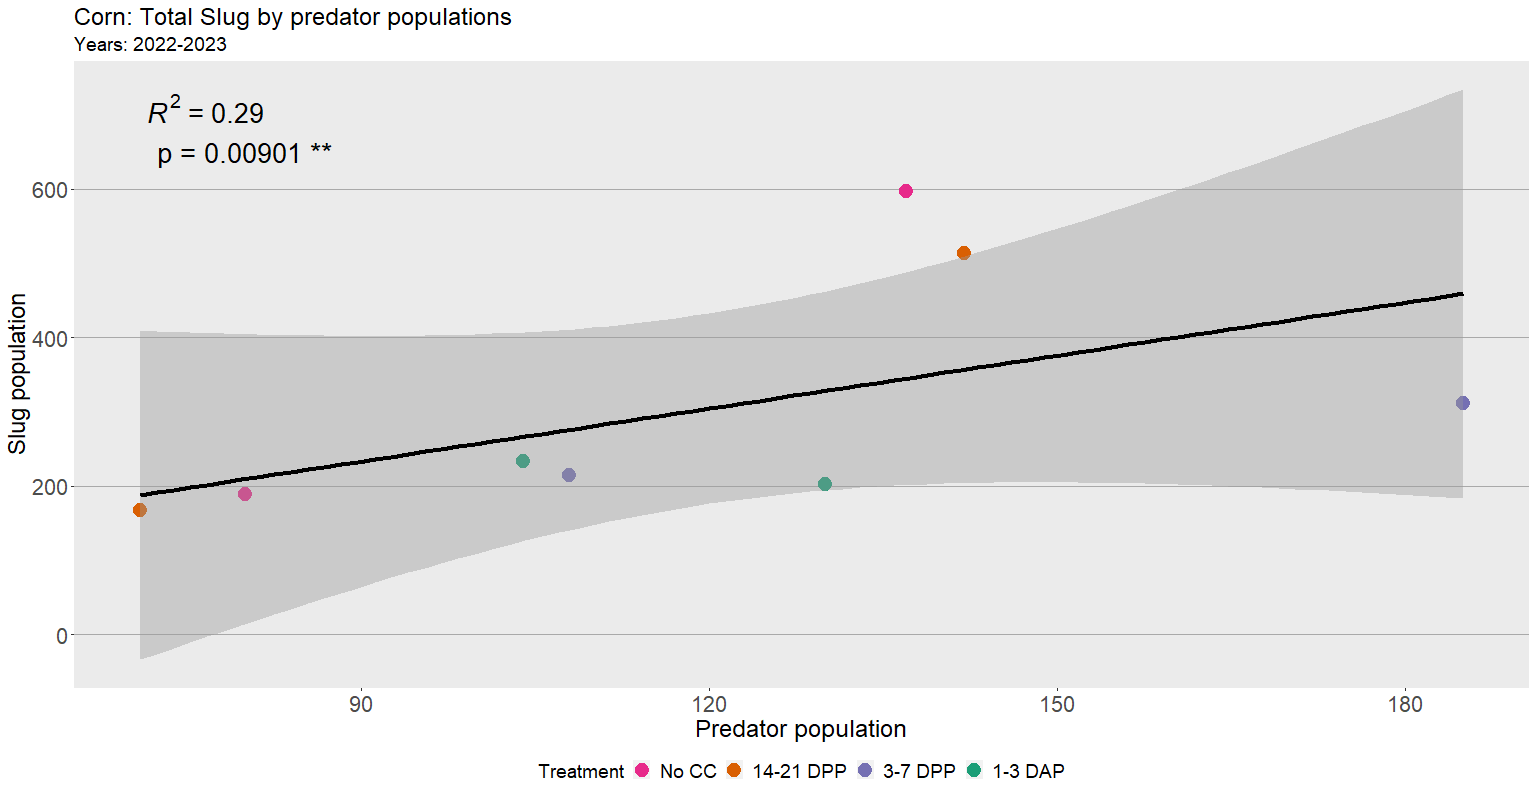 Corn: Total Slug by predator populations
Years: 2022-2023
R² = 0.29
p = 0.00901 **
600
400
200
0
Slug population
90 120 150 180
Predator population
Treatment No CC 14-21 DPP 3-7 DPP 1-3 DAP